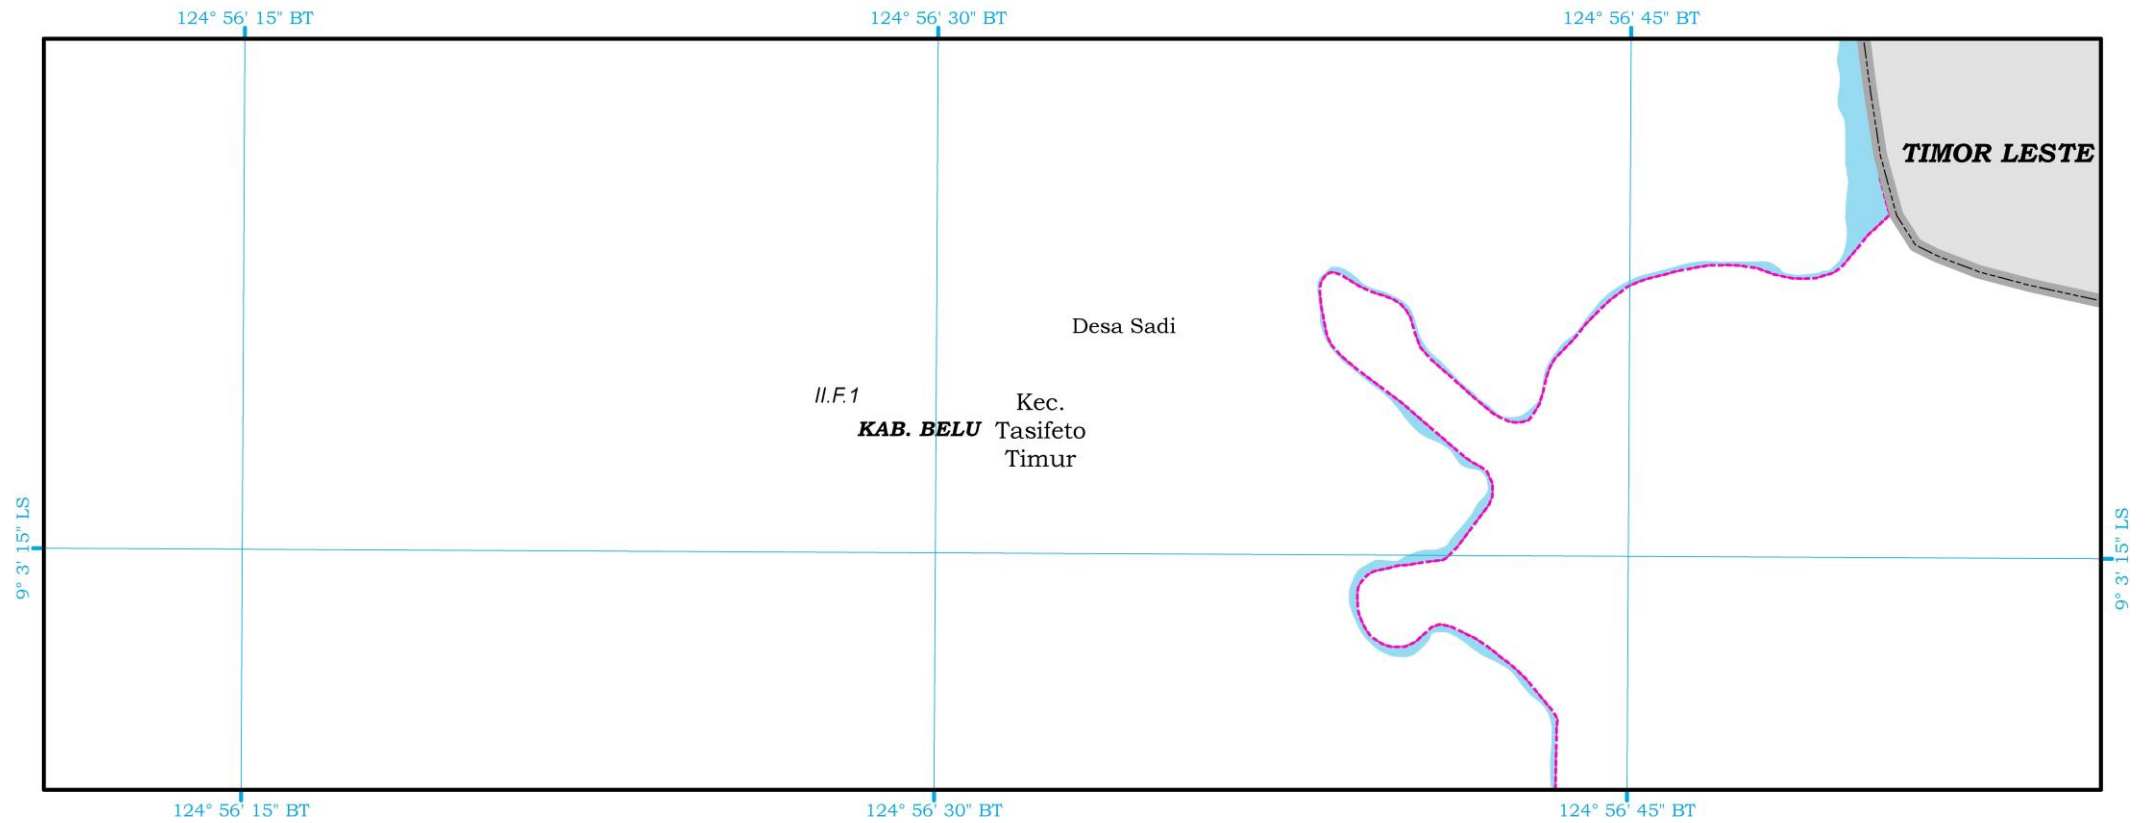 124° 56' 15" BT
124° 56' 30" BT
124° 56' 45" BT
TIMOR LESTE
Desa Sadi
II.F.1
KAB. BELU
Kec.
Tasifeto
Timur
9° 3' 15" LS
9° 3' 15" LS
124° 56' 15" BT
124° 56' 30" BT
124° 56' 45" BT